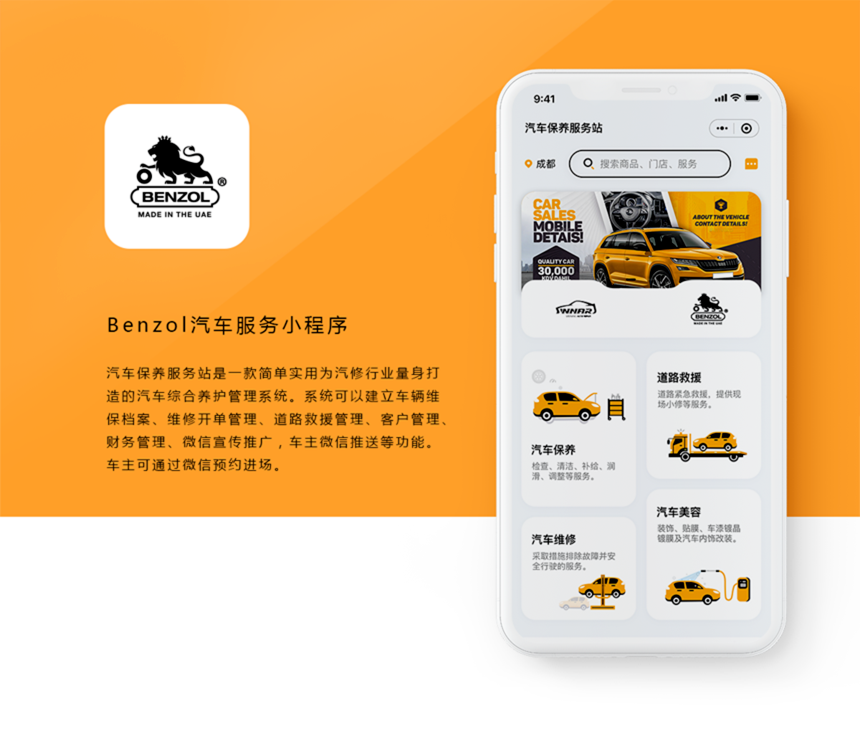 BENZOL®
MADE IN THE UAE
Benzol汽车服务小程序
汽车保养服务站是一款简单实用为汽修行业量身打
造的汽车综合养护管理系统。系统可以建立车辆维
保档案、维修开单管理、道路救援管理、客户管理、
财务管理、微信宣传推广，车主微信推送等功能。
车主可通过微信预约进场。
9:41
汽车保养服务站
成都
搜索商品、门店、服务
CAR
SALES
MOBILE
DETAIS!
ABOUT THE VEHICLE
CONTACT DETAILS!
QUALITY CAR
30,000
BENZOL
MADE IN THE UAE
汽车保养
检查、清洁、补给、润
滑、调整等服务。
道路救援
道路紧急救援，提供现
场小修等服务。
汽车维修
采取措施排除故障并安
全行驶的服务。
汽车美容
装饰、贴膜、车漆镀晶
镀膜及汽车内饰改装。